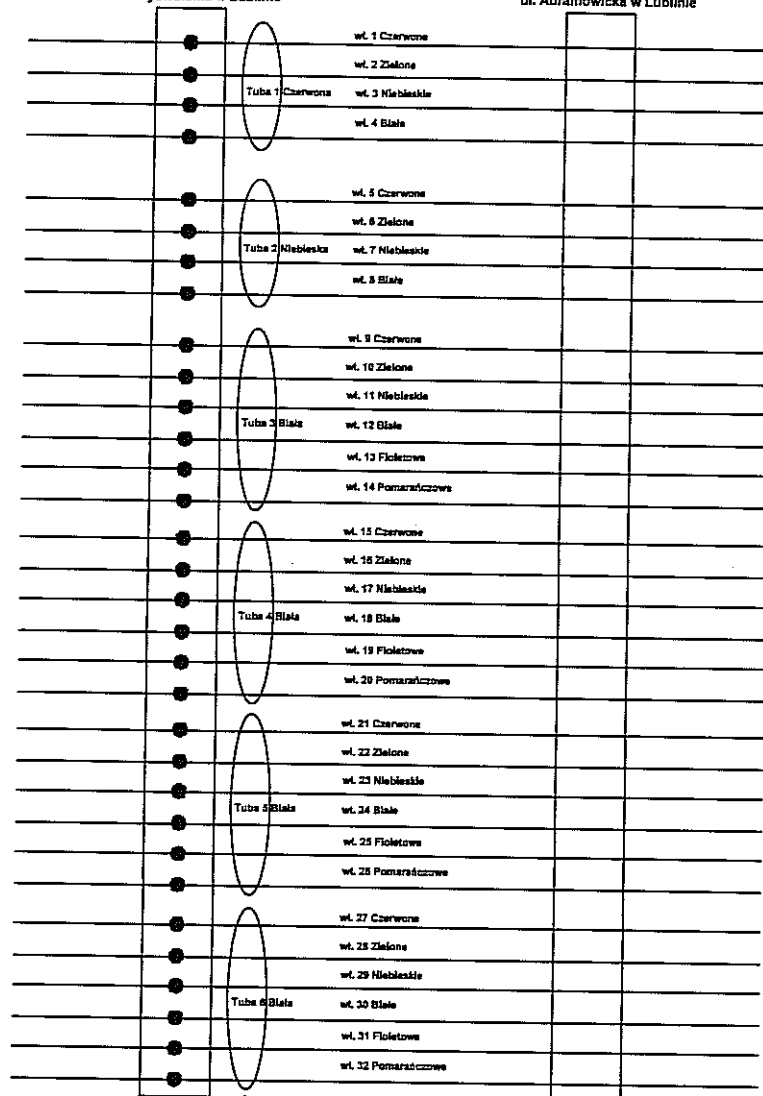 w Lublinie
ul. Abramowicka w Lublinie
wł. 1 Czerwone
wł. 2 Zielone
Tuba 1 Czerwona
wł. 3 Niebieskie
wł. 4 Białe
wł. 5 Czerwone
wł. 6 Zielone
Tuba 2 Niebieska
wł. 7 Niebieskie
wł. 8 Białe
wł. 9 Czerwone
wł. 10 Zielone
wł. 11 Niebieskie
Tuba 3 Biała
wł. 12 Białe
wł. 13 Fioletowe
wł. 14 Pomarańczowe
wł. 15 Czerwone
wł. 16 Zielone
wł. 17 Niebieskie
Tuba 4 Biała
wł. 18 Białe
wł. 19 Fioletowe
wł. 20 Pomarańczowe
wł. 21 Czerwone
wł. 22 Zielone
wł. 23 Niebieskie
Tuba 5 Biała
wł. 24 Białe
wł. 25 Fioletowe
wł. 26 Pomarańczowe
wł. 27 Czerwone
wł. 28 Zielone
wł. 29 Niebieskie
Tuba 6 Biała
wł. 30 Białe
wł. 31 Fioletowe
wł. 32 Pomarańczowe